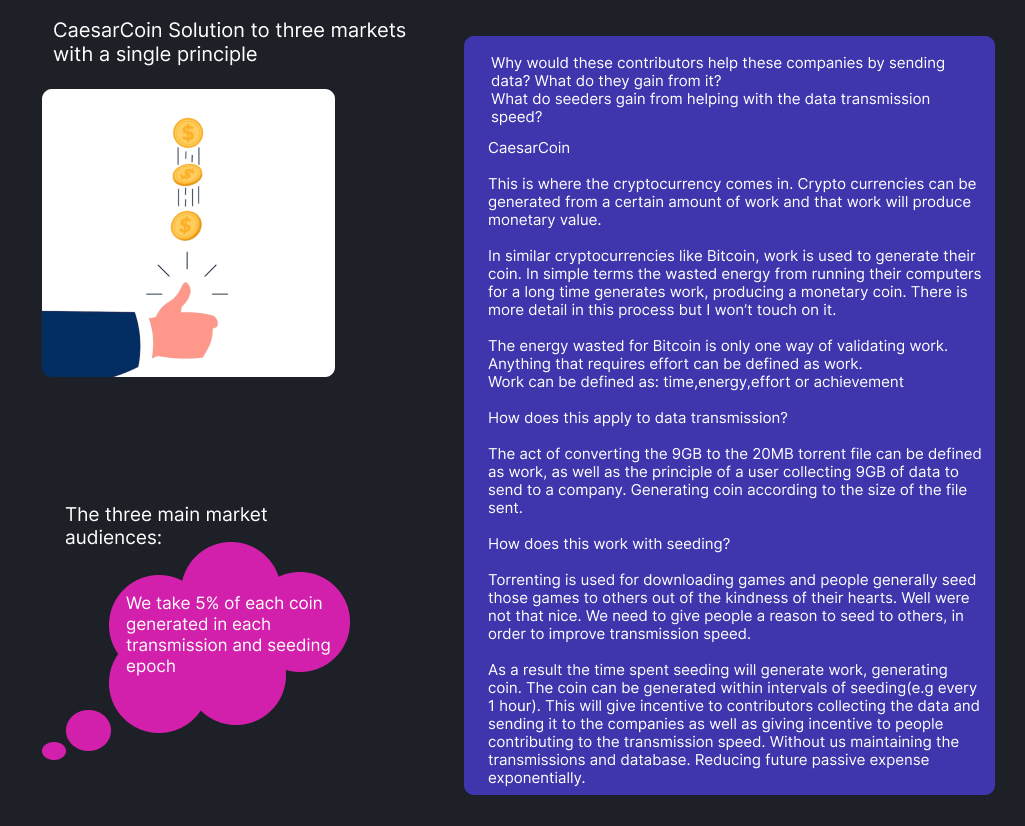 CaesarCoin Solution to three markets
with a single principle
$
$
$
The three main market
audiences:
We take 5% of each coin
generated in each
transmission and seeding
epoch
Why would these contributors help these companies by sending
data? What do they gain from it?
What do seeders gain from helping with the data transmission
speed?
CaesarCoin
This is where the cryptocurrency comes in. Crypto currencies can be
generated from a certain amount of work and that work will produce
monetary value.
In similar cryptocurrencies like Bitcoin, work is used to generate their
coin. In simple terms the wasted energy from running their computers
for a long time generates work, producing a monetary coin. There is
more detail in this process but I won’t touch on it.
The energy wasted for Bitcoin is only one way of validating work.
Anything that requires effort can be defined as work.
Work can be defined as: time,energy,effort or achievement
How does this apply to data transmission?
The act of converting the 9GB to the 20MB torrent file can be defined
as work, as well as the principle of a user collecting 9GB of data to
send to a company. Generating coin according to the size of the file
sent.
How does this work with seeding?
Torrenting is used for downloading games and people generally seed
those games to others out of the kindness of their hearts. Well were
not that nice. We need to give people a reason to seed to others, in
order to improve transmission speed.
As a result the time spent seeding will generate work, generating
coin. The coin can be generated within intervals of seeding(e.g every
1 hour). This will give incentive to contributors collecting the data and
sending it to the companies as well as giving incentive to people
contributing to the transmission speed. Without us maintaining the
transmissions and database. Reducing future passive expense
exponentially.